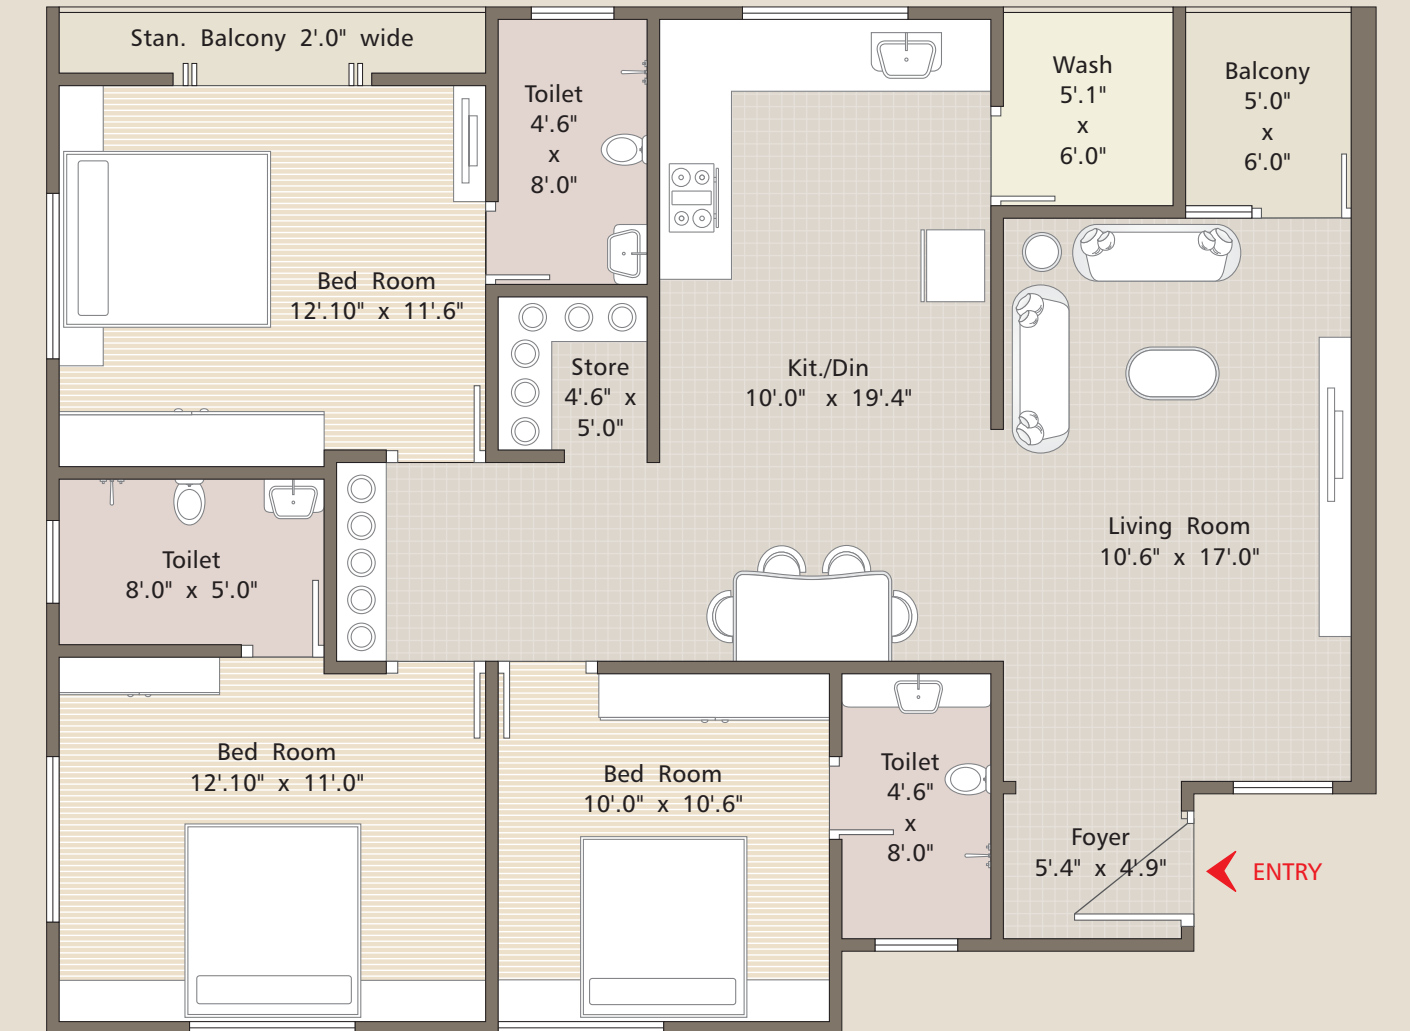 Stan. Balcony 2'.0" wide
Toilet
4'.6"
x
8'.0"
Wash
5'.1"
x
6'.0"
Balcony
5'.0"
x
6'.0"
Bed Room
12'.10" x 11'.6"
Store
4'.6" x
5'.0"
Kit./Din
10'.0" x 19'.4"
Living Room
10'.6" x 17'.0"
Toilet
8'.0" x 5'.0"
Bed Room
12'.10" x 11'.0"
Bed Room
10'.0" x 10'.6"
Toilet
4'.6"
x
8'.0"
Foyer
5'.4" x 4'.9"
ENTRY